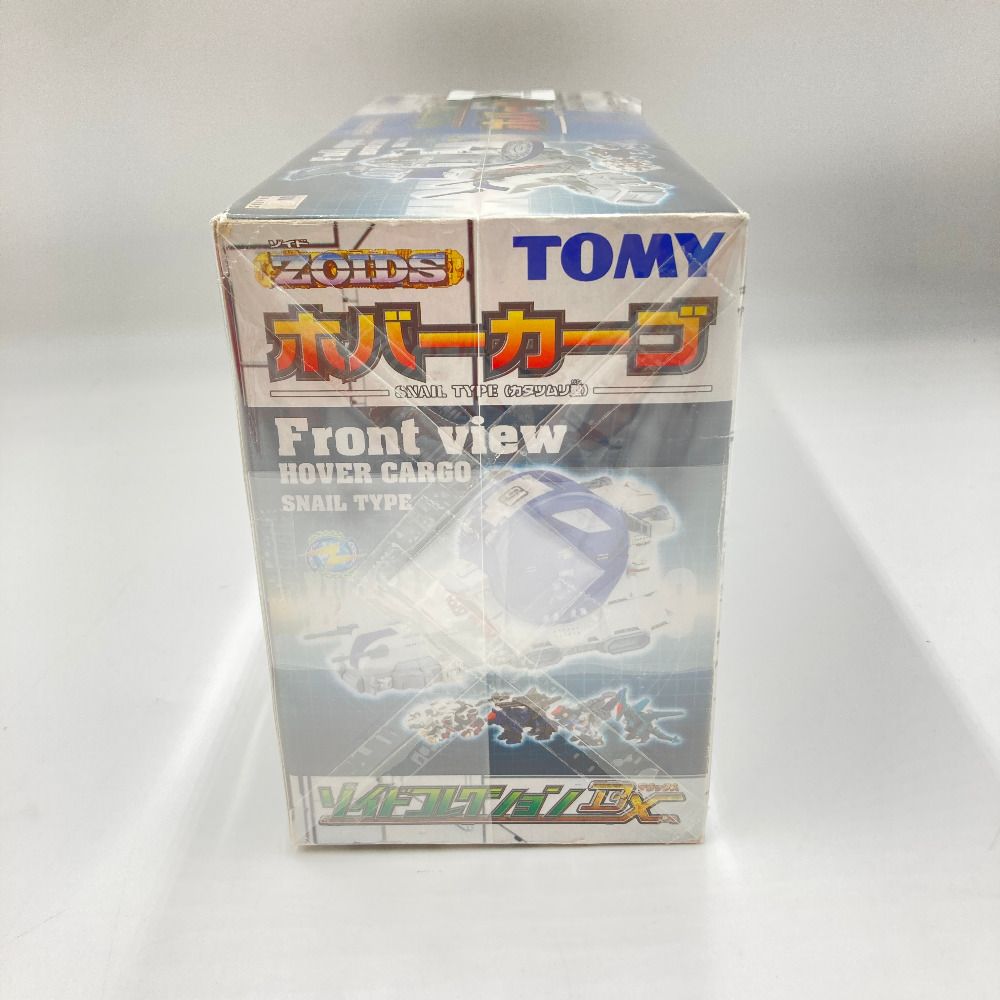 ゾイド
ZOIDS
TOMY
ホバーカーゴ
SNAIL TYPE (カタツムリ型)
Front view
HOVER CARGO
SNAIL TYPE
デラックス
ゾイドコレクションDX